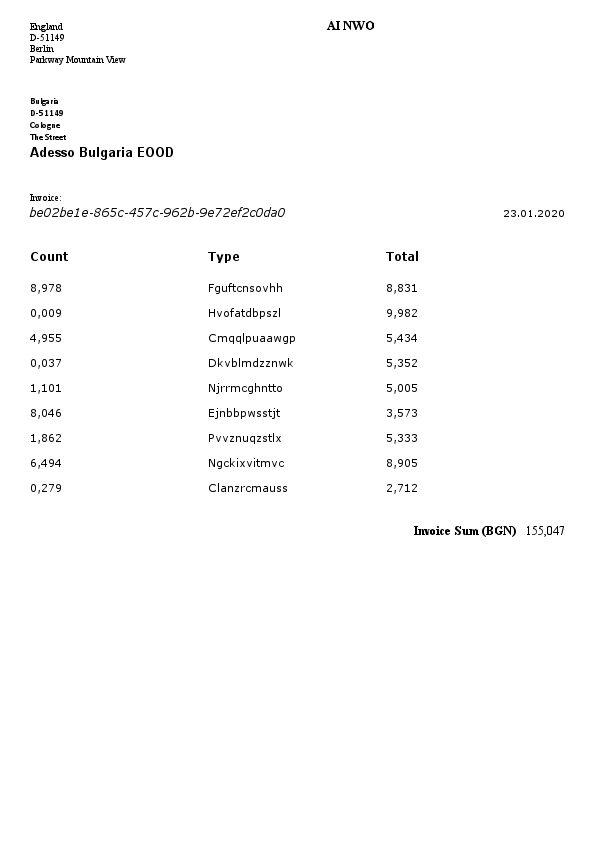 AI NWO
England
D-51149
Berlin
Parkway Mountain View
Bulgaria
D-51149
Cologne
The Street
Adesso Bulgaria EOOD
Invoice:
be02be1e-865c-457c-962b-9e72ef2c0da0 23.01.2020
Count Type Total
8,978 Fguftcnsovhh 8,831
0,009 Hvofatdbpszl 9,982
4,955 Cmqqlpuaawgp 5,434
0,037 Dkvblmdzznwk 5,352
1,101 Njrrmcghntto 5,005
8,046 Ejnbbpwsstjt 3,573
1,862 Pvvznuqzstlx 5,333
6,494 Ngckixvitmvc 8,905
0,279 Clanzrcmauss 2,712
Invoice Sum (BGN) 155,047